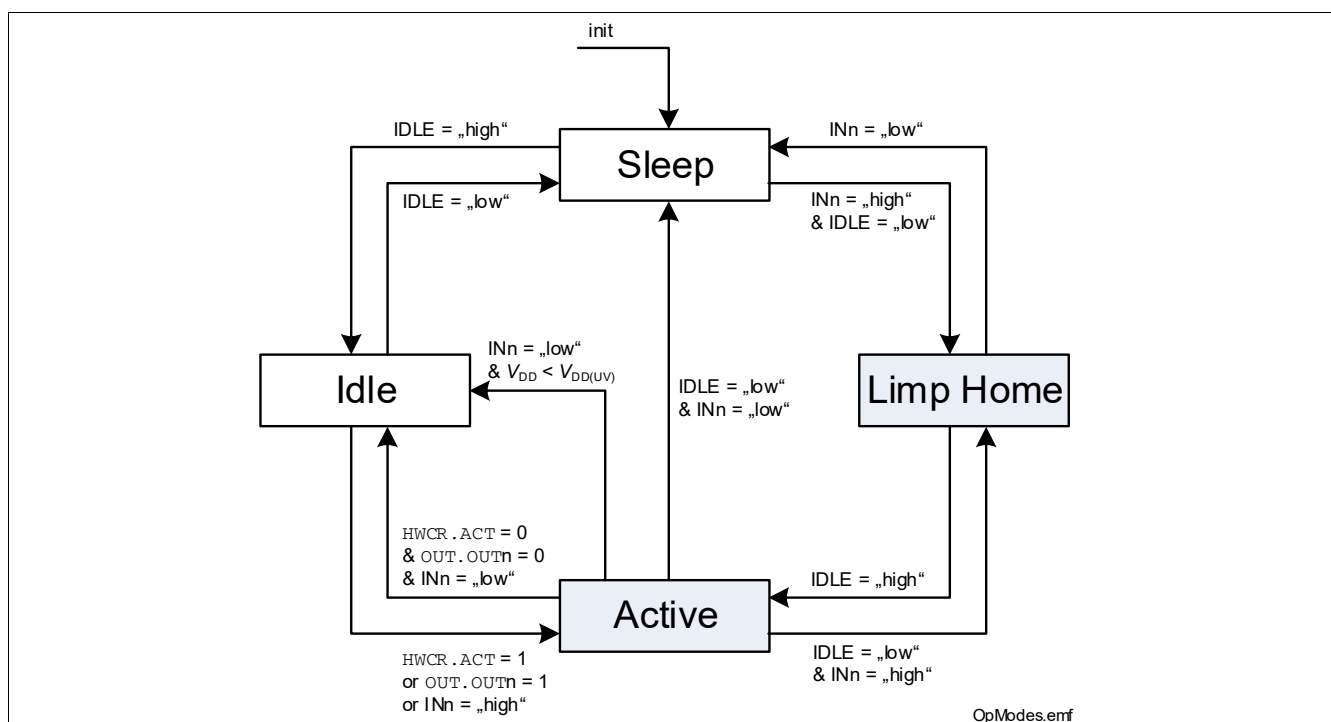 init
IDLE = „high“
INn = „low“
Sleep
IDLE = „low“
INn = „high“
& IDLE = „low“
INn = „low“
& VDD < VDD(UV)
Idle
IDLE = „low“
& INn = „low“
Limp Home
HWCR.ACT = 0
& OUT.OUTn = 0
& INn = „low“
IDLE = „high“
Active
HWCR.ACT = 1
or OUT.OUTn = 1
or INn = „high“
IDLE = „low“
& INn = „high“
OpModes.emf